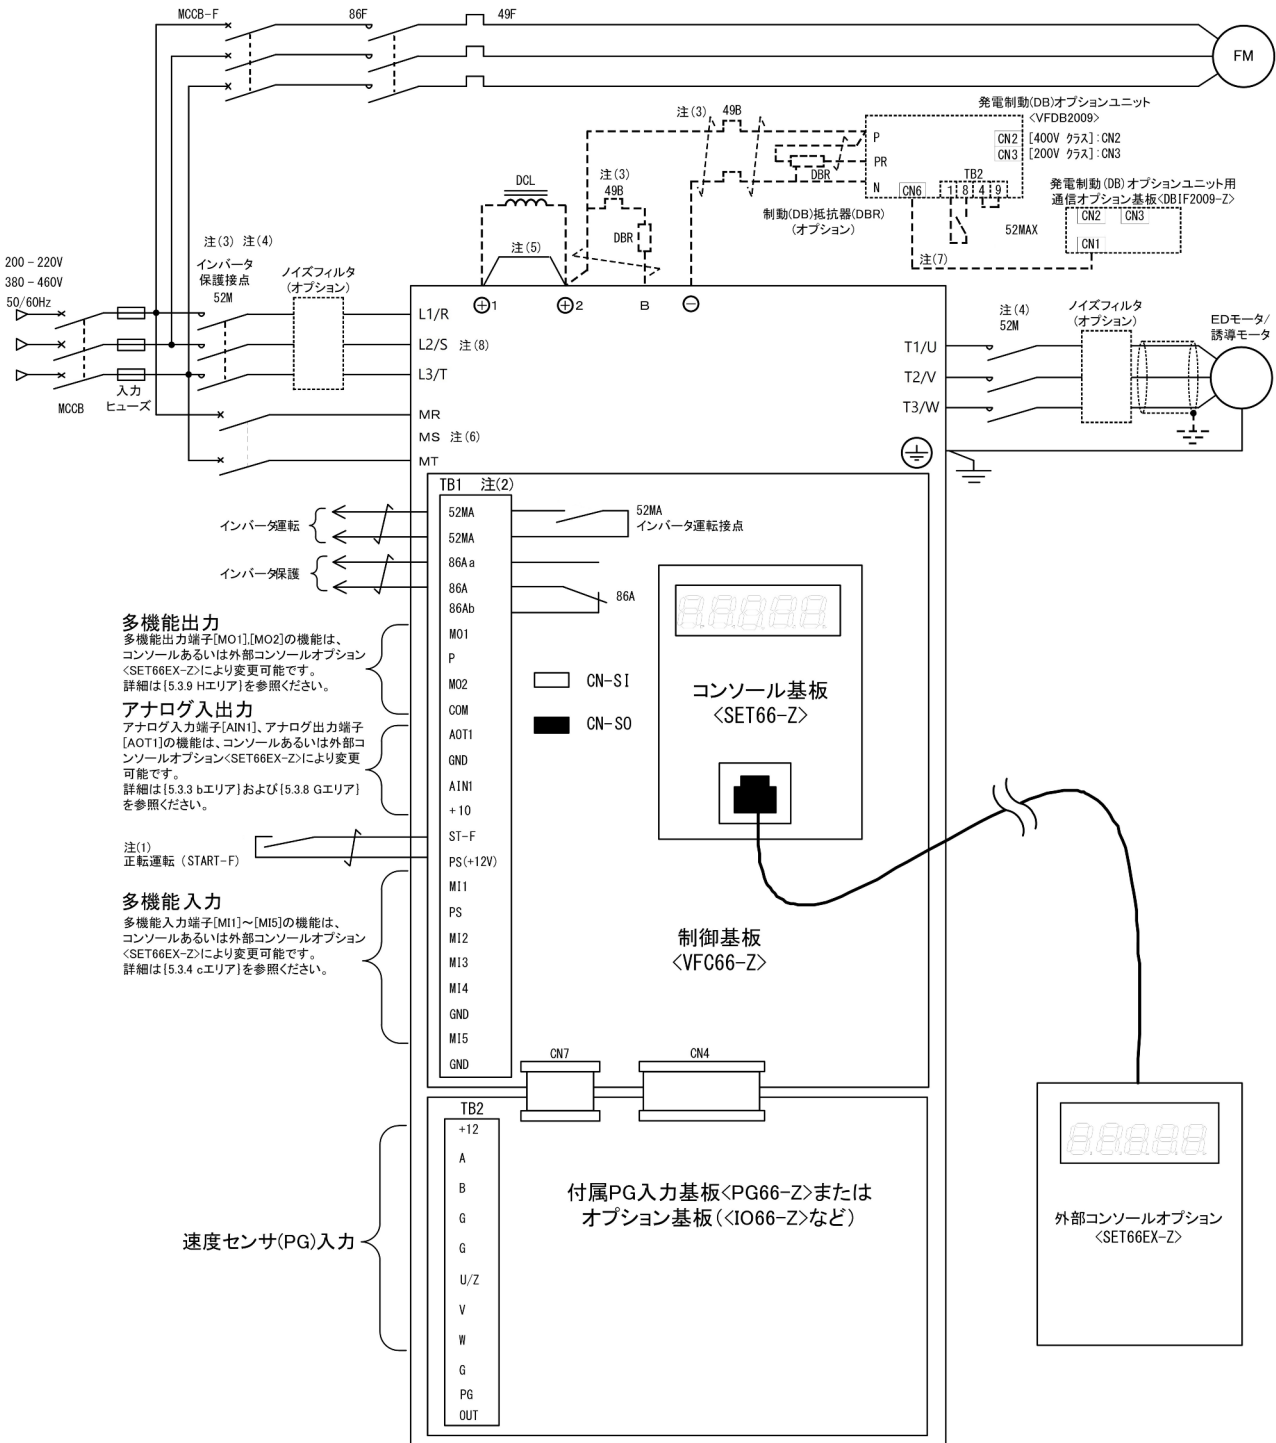 MCCB-F
86F
49F
FM
発電制動(DB)オプションユニット
<VFDB2009>
注(3)
49B
P
PR
N
CN2
[400V クラス]:CN2
CN3
[200V クラス]:CN3
DBR
TB2
CN6
1 8 4 9
52MAX
注(7)
制動(DB)抵抗器(DBR)
(オプション)
発電制動(DB)オプションユニット用
通信オプション基板<DBIF2009-Z>
CN2
CN3
CN1
DCL
注(3)
49B
DBR
注(5)
注(3) 注(4)
インバータ
保護接点
52M
ノイズフィルタ
(オプション)
200-220V
380-460V
50/60Hz
MCCB
入力
ヒューズ
⊕1
⊕2
B
⊖
L1/R
L2/S 注(8)
L3/T
MR
MS 注(6)
MT
T1/U
T2/V
T3/W
注(4)
52M
ノイズフィルタ
(オプション)
EDモータ/
誘導モータ
TB1 注(2)
52MA
52MA
86Aa
86A
86Ab
MO1
P
MO2
COM
AOT1
GND
AIN1
+10
ST-F
PS(+12V)
MI1
PS
MI2
MI3
MI4
GND
MI5
GND
インバータ運転
インバータ保護
52MA
インバータ運転接点
86A
多機能出力
多機能出力端子[MO1],[MO2]の機能は、
コンソールあるいは外部コンソールオプション
<SET66EX-Z>により変更可能です。
詳細は{5.3.9 Hエリア}を参照ください。
アナログ入出力
アナログ入力端子[AIN1]、アナログ出力端子
[AOT1]の機能は、コンソールあるいは外部コ
ンソールオプション<SET66EX-Z>により変更
可能です。
詳細は{5.3.3 bエリア}および{5.3.8 Gエリア}
を参照ください。
注(1)
正転運転(START-F)
多機能入力
多機能入力端子[MI1]～[MI5]の機能は、
コンソールあるいは外部コンソールオプション
<SET66EX-Z>により変更可能です。
詳細は{5.3.4 cエリア}を参照ください。
CN-SI
CN-SO
コンソール基板
<SET66-Z>
制御基板
<VFC66-Z>
CN7
CN4
TB2
+12
A
B
G
G
U/Z
V
W
G
PG
OUT
速度センサ(PG)入力
付属PG入力基板<PG66-Z>または
オプション基板(<IO66-Z>など)
外部コンソールオプション
<SET66EX-Z>